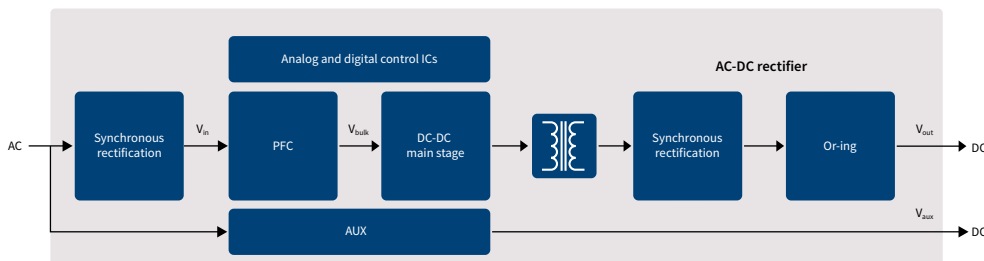 Analog and digital control ICs
AC-DC rectifier
AC
Synchronous
rectification
Vin
PFC
Vbulk
DC-DC
main stage
Synchronous
rectification
Or-ing
Vout
DC
AUX
Vaux
DC